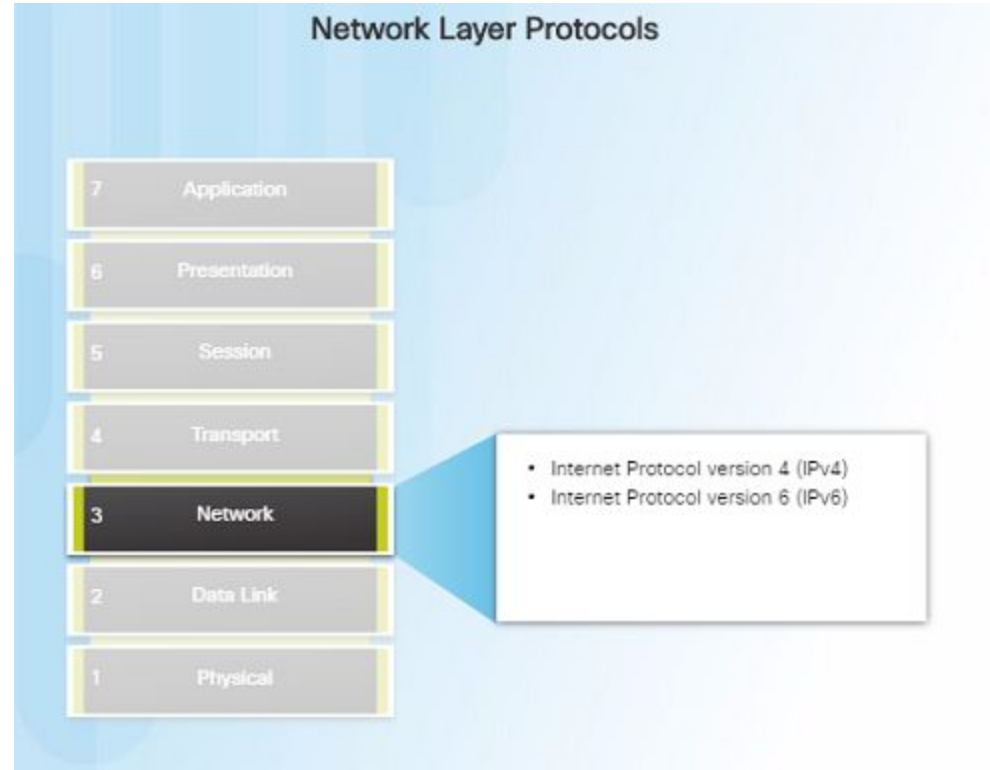 Network Layer Protocols
7 Application
6 Presentation
5 Session
4 Transport
• Internet Protocol version 4 (IPv4)
• Internet Protocol version 6 (IPv6)
3 Network
2 Data Link
1 Physical